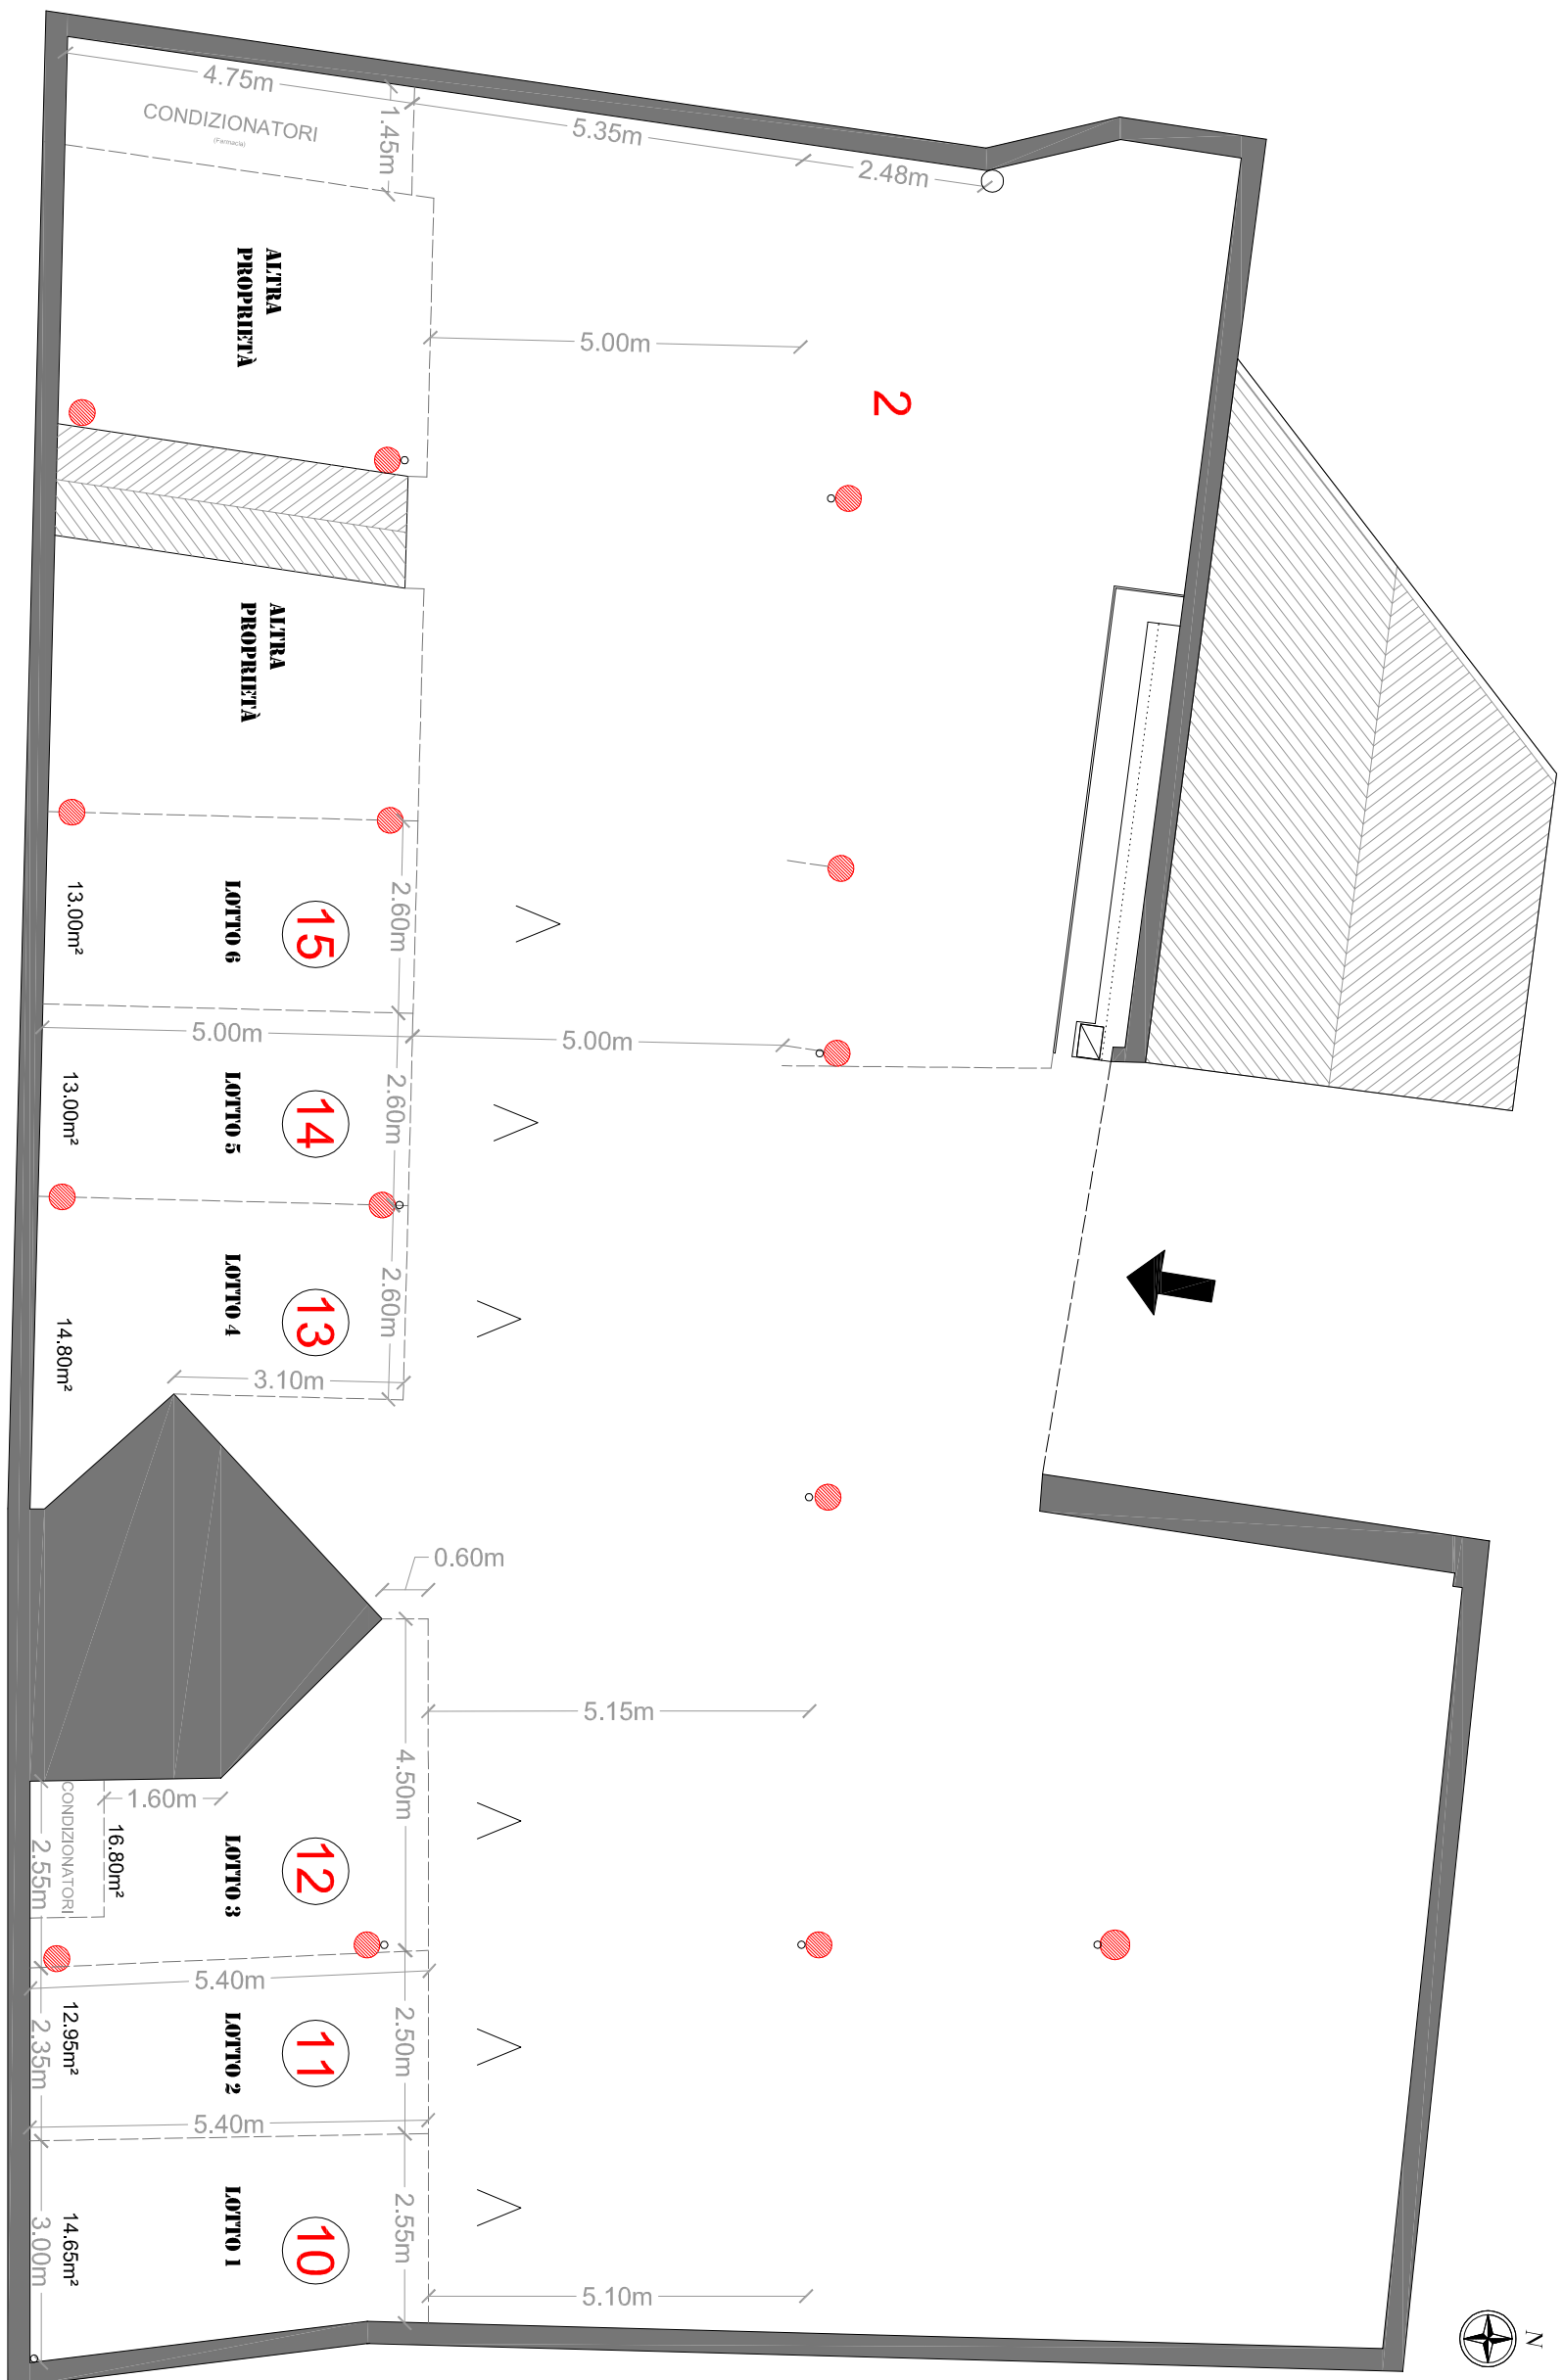 4.75m
CONDIZIONATORI
(Farmacia)
1.45m
5.35m
2.48m
ALTRA
PROPRIETÀ
5.00m
2
ALTRA
PROPRIETÀ
2.60m
15
LOTTO 6
13.00m²
5.00m
5.00m
2.60m
14
LOTTO 5
13.00m²
2.60m
13
LOTTO 4
14.80m²
3.10m
0.60m
5.15m
4.50m
1.60m
CONDIZIONATORI
2.55m
16.80m²
LOTTO 3
12
5.40m
2.50m
11
LOTTO 2
12.95m²
2.35m
5.40m
2.55m
10
LOTTO 1
14.65m²
3.00m
5.10m
N